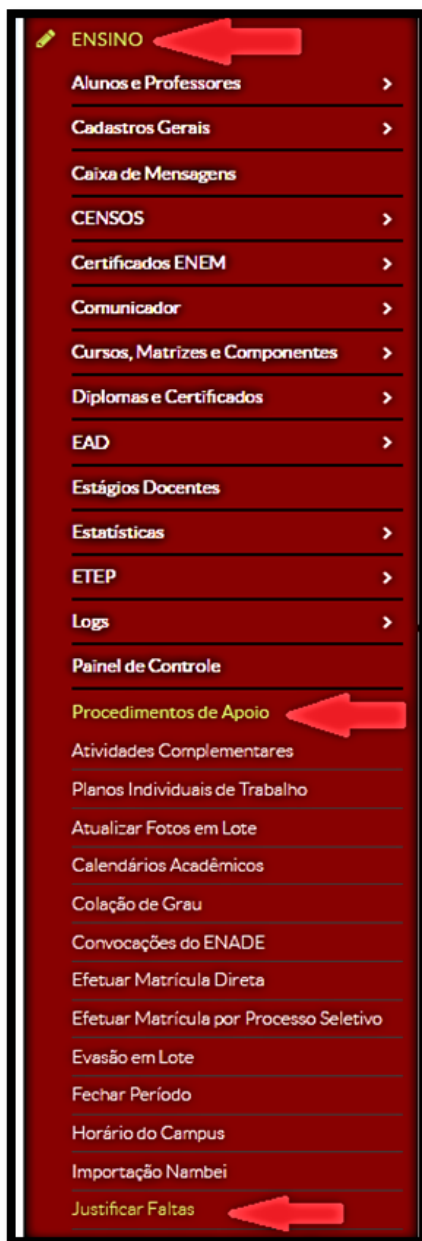 ENSINO
Alunos e Professores
Cadastros Gerais
Caixa de Mensagens
CENSOS
Certificados ENEM
Comunicador
Cursos, Matrizes e Componentes
Diplomas e Certificados
EAD
Estágios Docentes
Estatísticas
ETEP
Logs
Painel de Controle
Procedimentos de Apoio
Atividades Complementares
Planos Individuais de Trabalho
Atualizar Fotos em Lote
Calendários Acadêmicos
Colação de Grau
Convocações do ENADE
Efetuar Matrícula Direta
Efetuar Matrícula por Processo Seletivo
Evasão em Lote
Fechar Período
Horário do Campus
Importação Nambei
Justificar Faltas